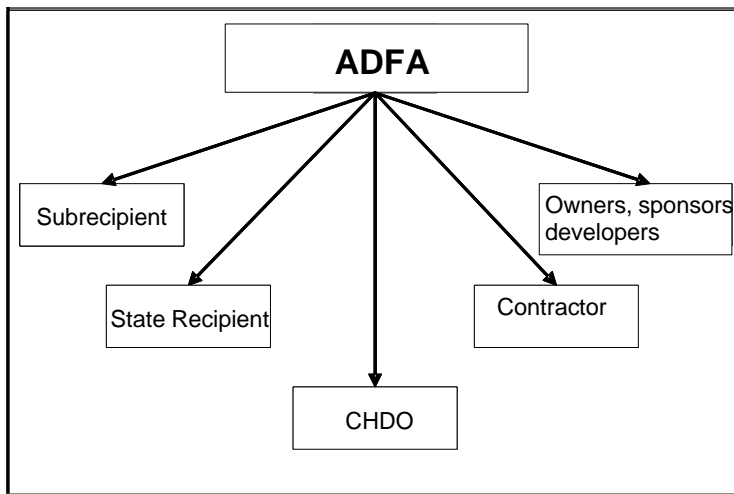 ADFA
Subrecipient
Owners, sponsors
developers
State Recipient
Contractor
CHDO